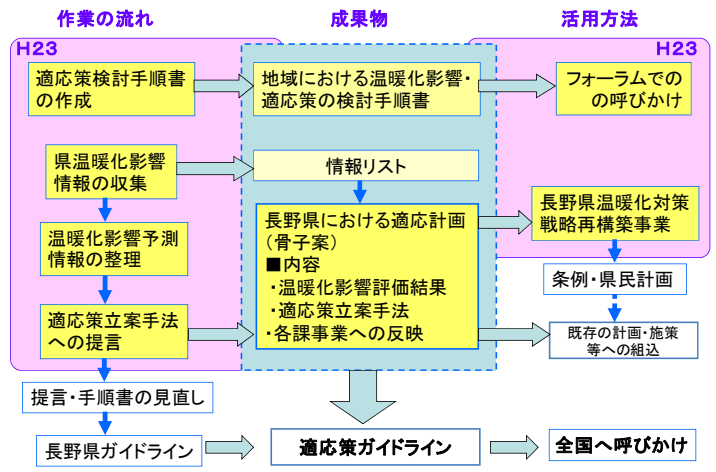 作業の流れ
成果物
活用方法
H23
H23
適応策検討手順書
の作成
地域における温暖化影響・
適応策の検討手順書
フォーラムでの
の呼びかけ
県温暖化影響
情報の収集
情報リスト
温暖化影響予測
情報の整理
長野県における適応計画
（骨子案）
■内容
・温暖化影響評価結果
・適応策立案手法
・各課事業への反映
長野県温暖化対策
戦略再構築事業
条例・県民計画
適応策立案手法
への提言
既存の計画・施策
等への組込
提言・手順書の見直し
長野県ガイドライン
適応策ガイドライン
全国へ呼びかけ